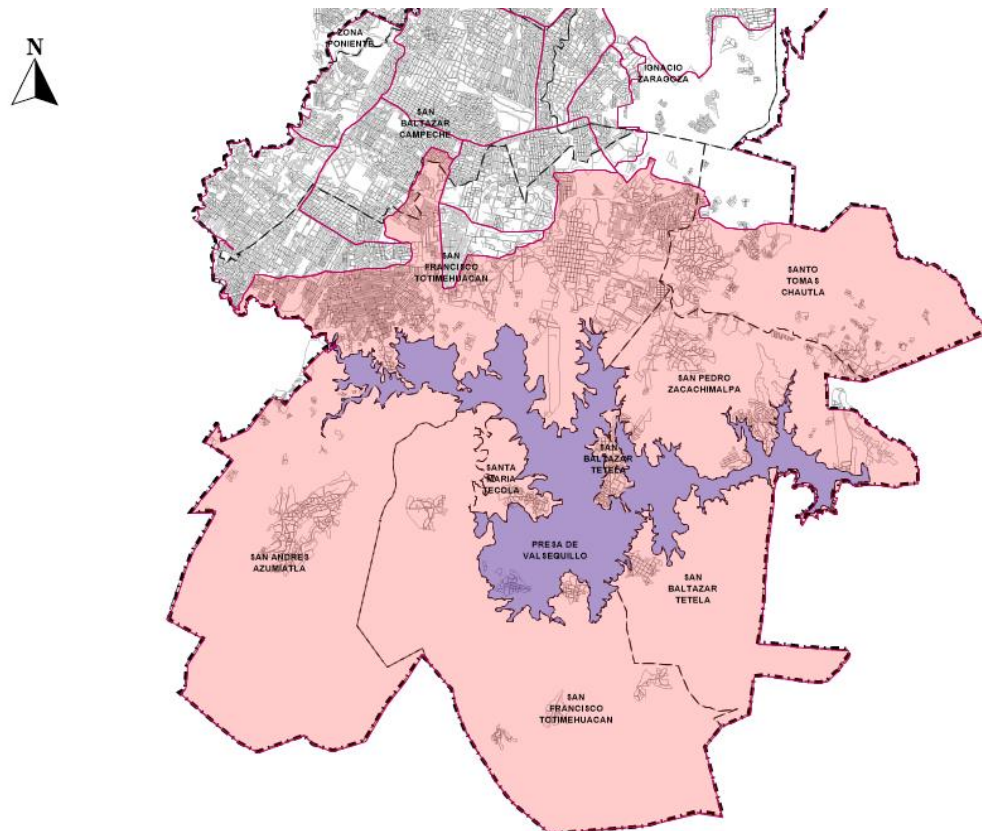 N
ZONA
PONIENTE
IGNACIO
ZARAGOZA
SAN
BALTAZAR
CAMPECHE
SAN
FRANCISCO
TOTIMEHUACAN
SANTO
TOMAS
CHAUTLA
SAN PEDRO
ZACACHIMALPA
SAN
BALTAZAR
TETELA
SANTA
MARIA
TECOLA
PRESA DE
VALSEQUILLO
SAN ANDRES
AZUMIATLA
SAN
BALTAZAR
TETELA
SAN
FRANCISCO
TOTIMEHUACAN